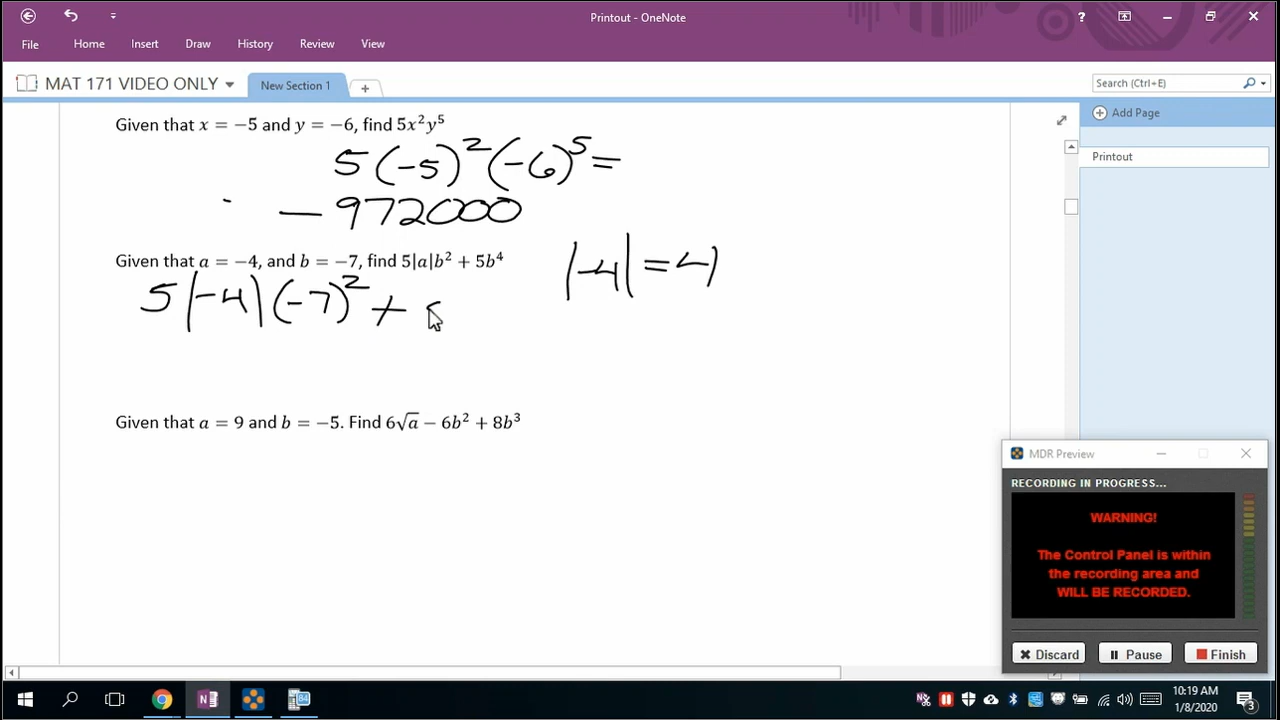 Printout - OneNote
?
File Home Insert Draw History Review View
MAT 171 VIDEO ONLY New Section 1 +
Search (Ctrl+E)
Add Page
Printout
Given that x = −5 and y = −6, find 5x²y⁵
5(-5)²(-6)⁵=
-972000
Given that a = −4, and b = −7, find 5|a|b² + 5b⁴
|-4|=4
5|-4|(-7)²+
Given that a = 9 and b = −5. Find 6√a − 6b² + 8b³
MDR Preview
RECORDING IN PROGRESS...
WARNING!
The Control Panel is within
the recording area and
WILL BE RECORDED.
Discard Pause Finish
84
10:19 AM
1/8/2020
3